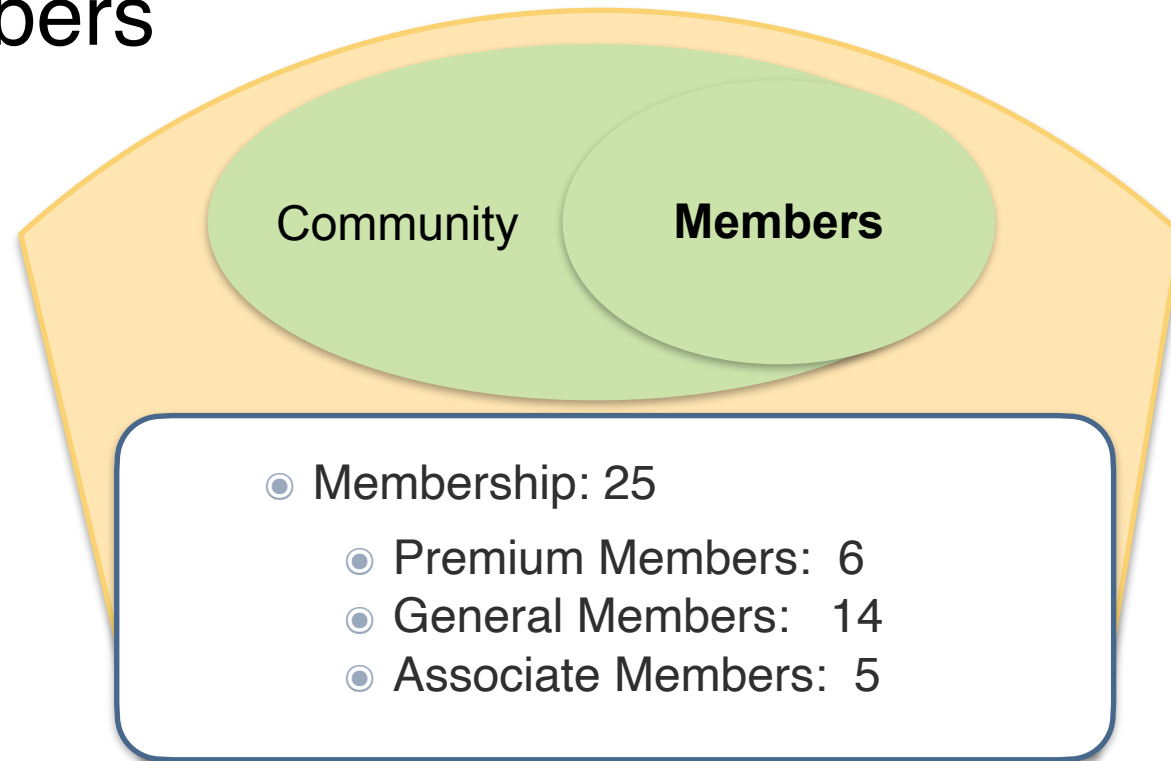 bers
Community
Members
Membership: 25
Premium Members: 6
General Members: 14
Associate Members: 5